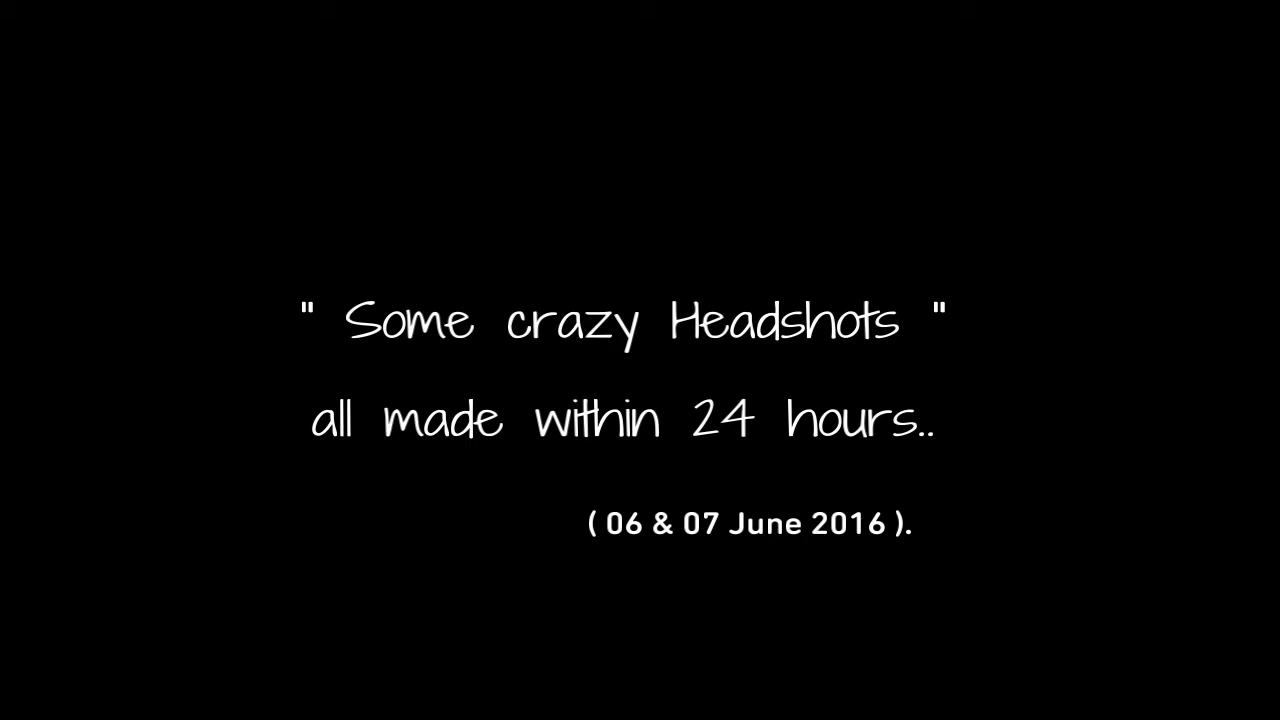 " Some crazy Headshots "
all made within 24 hours..
( 06 & 07 June 2016 ).